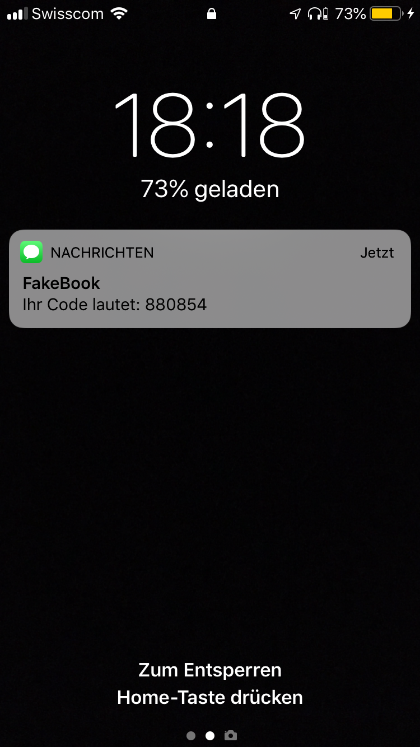 Swisscom 73%
18:18
73% geladen
NACHRICHTEN Jetzt
FakeBook
Ihr Code lautet: 880854
Zum Entsperren
Home-Taste drücken